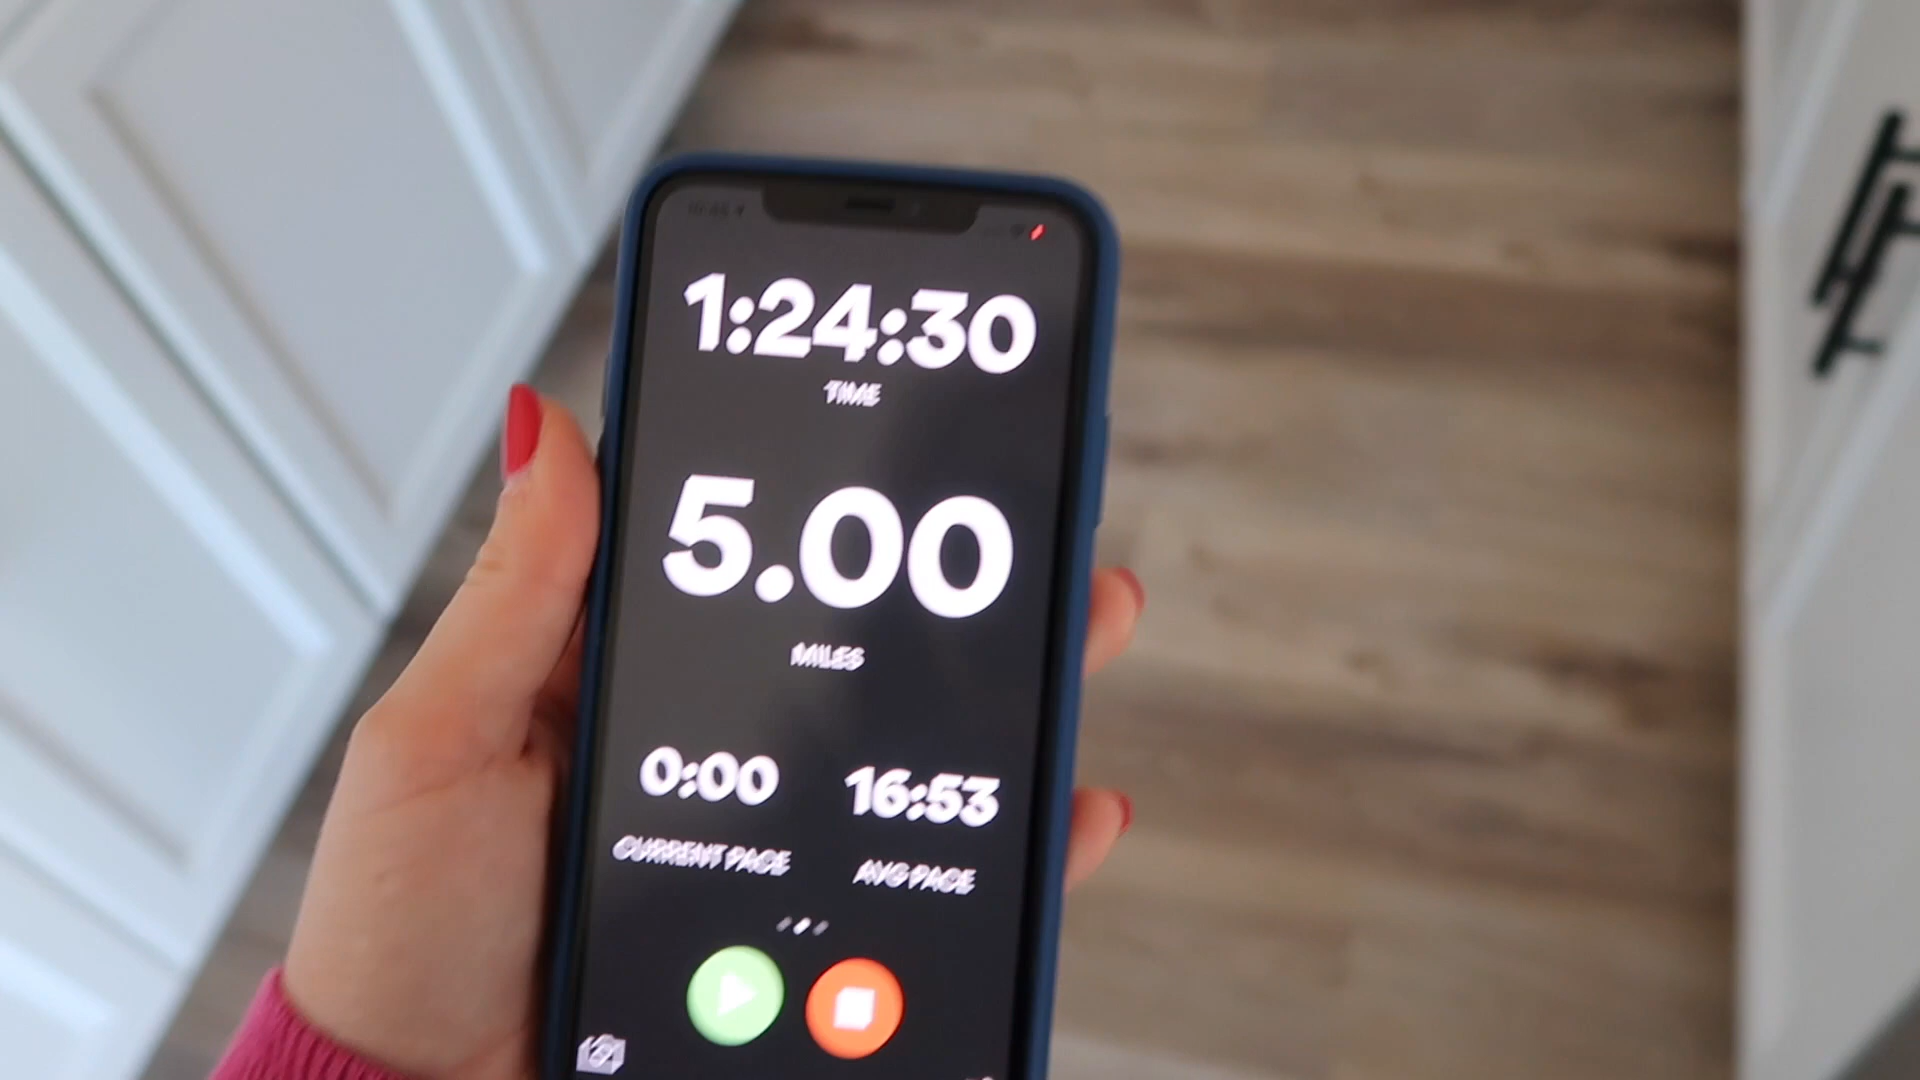 1:24:30
TIME
5.00
MILES
0:00 16:53
CURRENT PACE AVG PACE